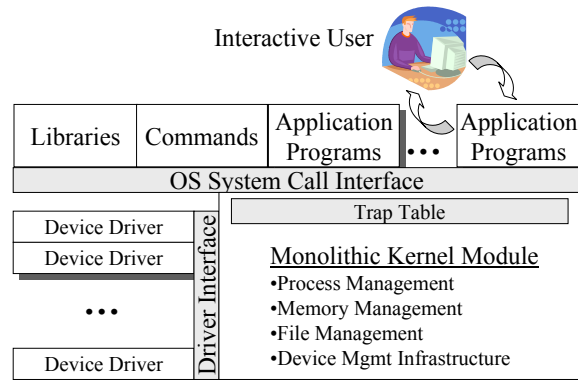 Interactive User
Libraries
Commands
Application
Programs
•••
Application
Programs
OS System Call Interface
Trap Table
Device Driver
Device Driver
•••
Device Driver
Driver Interface
Monolithic Kernel Module
•Process Management
•Memory Management
•File Management
•Device Mgmt Infrastructure